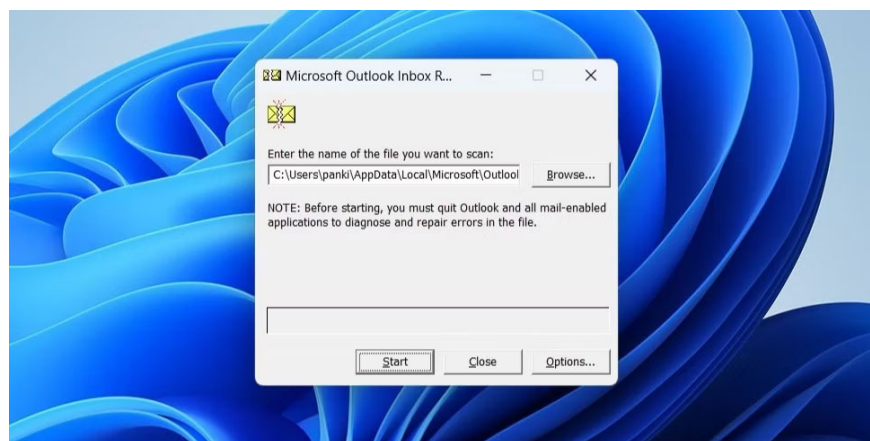 Microsoft Outlook Inbox R...
Enter the name of the file you want to scan:
C:\Users\panki\AppData\Local\Microsoft\Outlool
Browse...
NOTE: Before starting, you must quit Outlook and all mail-enabled
applications to diagnose and repair errors in the file.
Start
Close
Options...